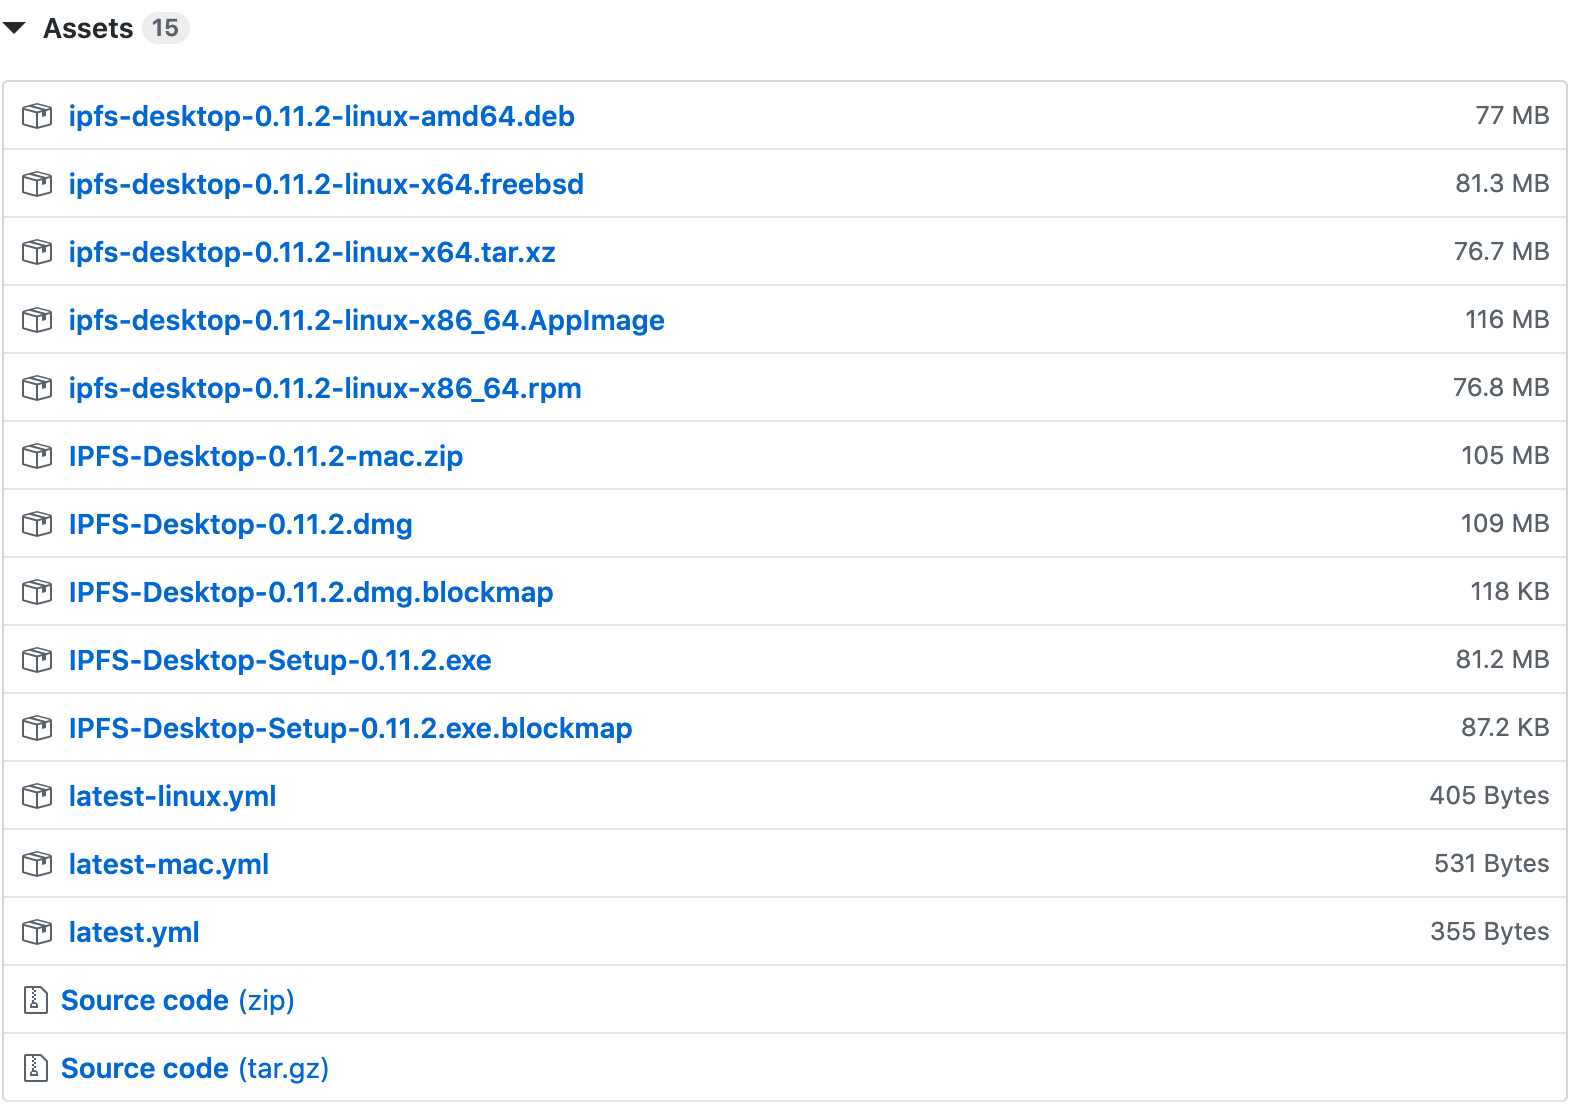 Assets 15
ipfs-desktop-0.11.2-linux-amd64.deb 77 MB
ipfs-desktop-0.11.2-linux-x64.freebsd 81.3 MB
ipfs-desktop-0.11.2-linux-x64.tar.xz 76.7 MB
ipfs-desktop-0.11.2-linux-x86_64.AppImage 116 MB
ipfs-desktop-0.11.2-linux-x86_64.rpm 76.8 MB
IPFS-Desktop-0.11.2-mac.zip 105 MB
IPFS-Desktop-0.11.2.dmg 109 MB
IPFS-Desktop-0.11.2.dmg.blockmap 118 KB
IPFS-Desktop-Setup-0.11.2.exe 81.2 MB
IPFS-Desktop-Setup-0.11.2.exe.blockmap 87.2 KB
latest-linux.yml 405 Bytes
latest-mac.yml 531 Bytes
latest.yml 355 Bytes
Source code (zip)
Source code (tar.gz)